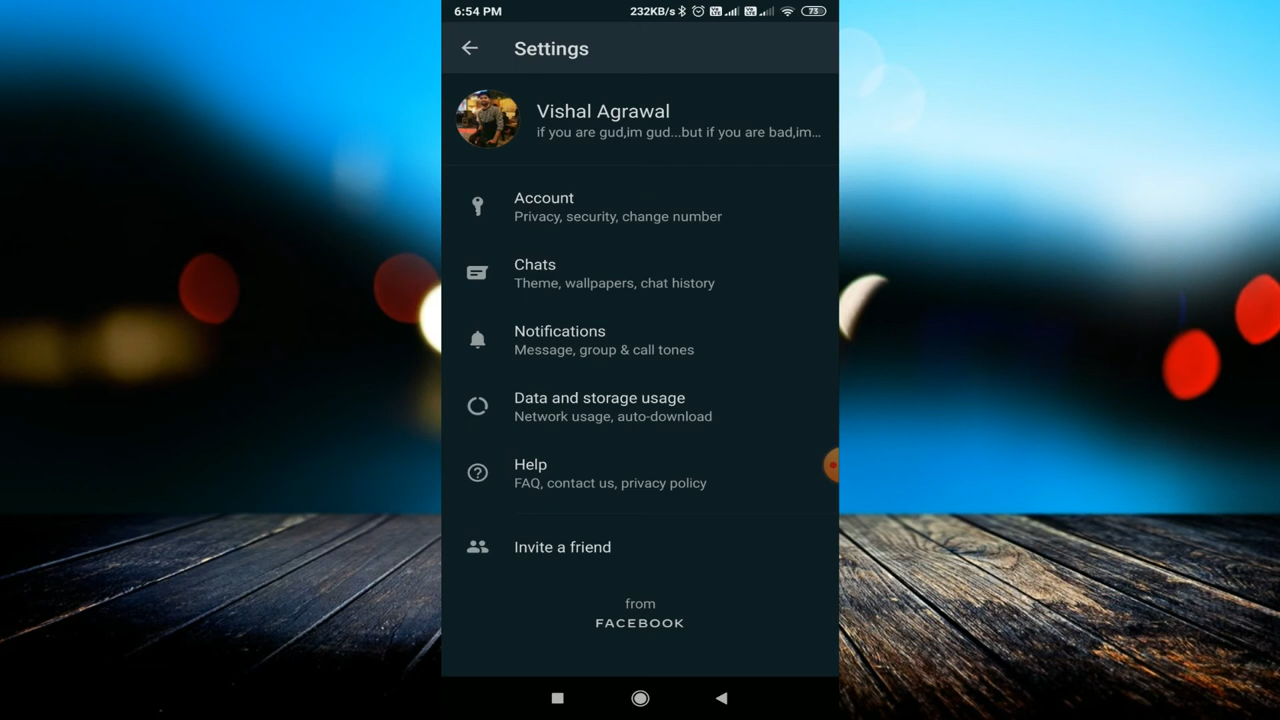 6:54 PM
232KB/s
73
Settings
Vishal Agrawal
if you are gud,im gud...but if you are bad,im...
Account
Privacy, security, change number
Chats
Theme, wallpapers, chat history
Notifications
Message, group & call tones
Data and storage usage
Network usage, auto-download
Help
FAQ, contact us, privacy policy
Invite a friend
from
FACEBOOK